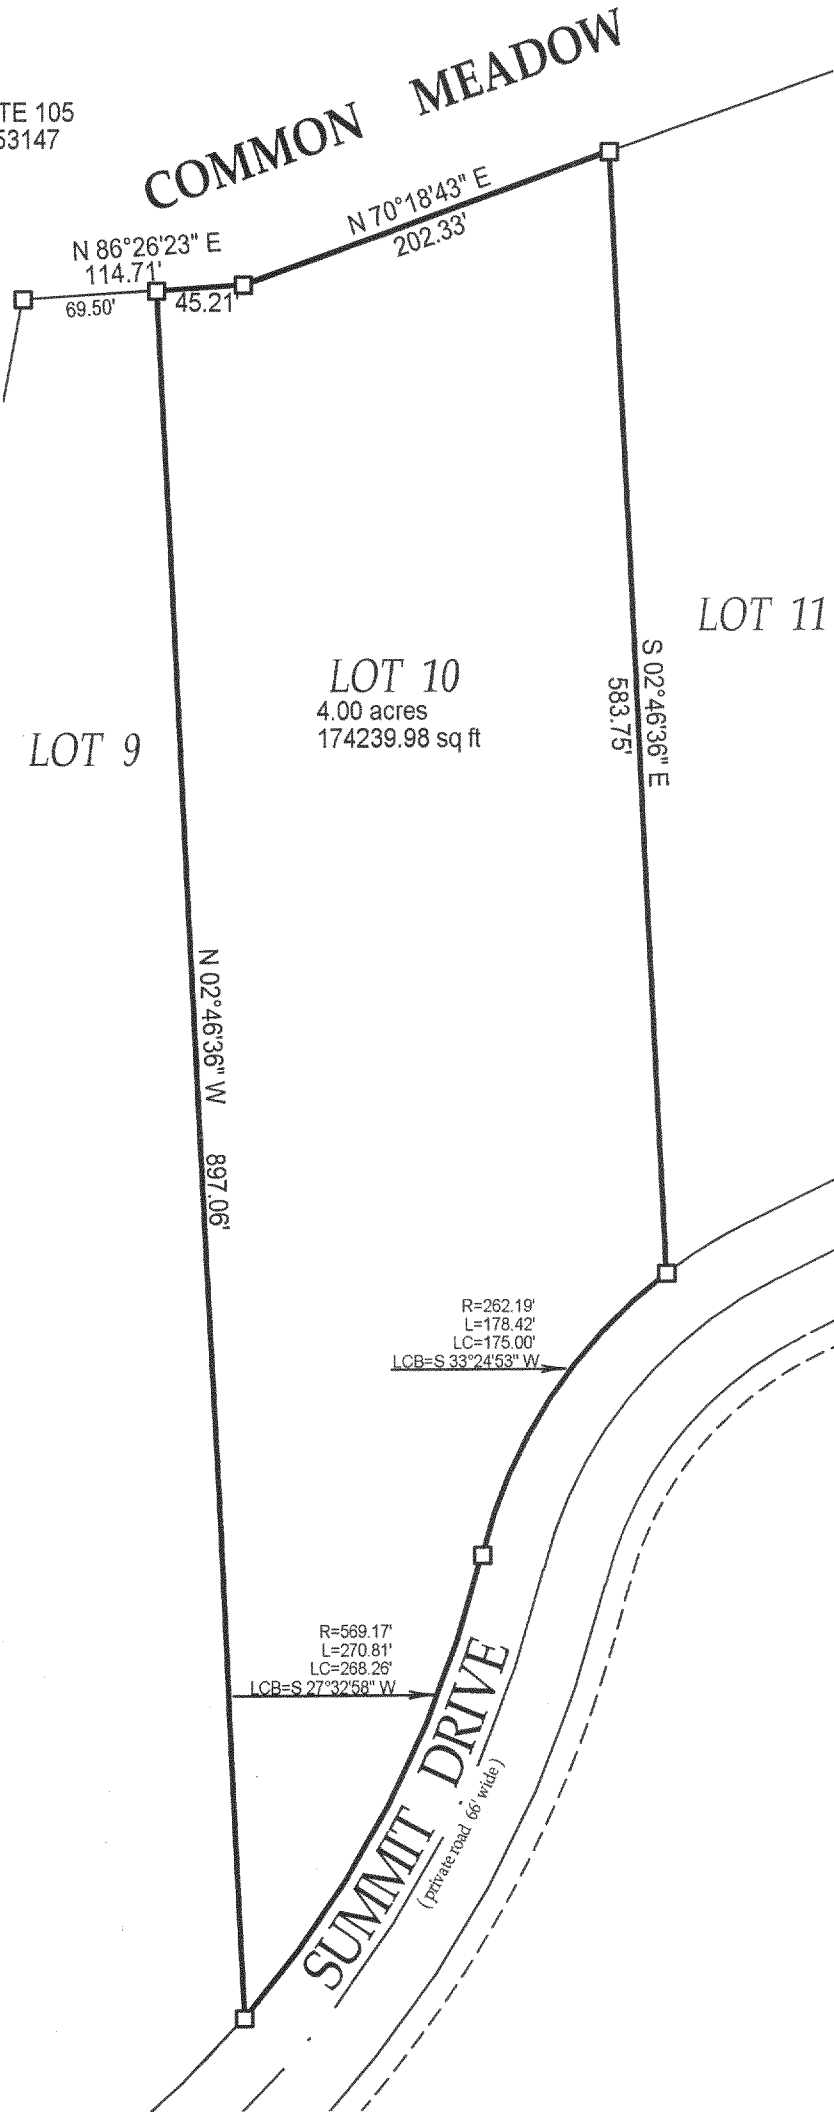 COMMON MEADOW
TE 105
53147
N 86°26'23" E
114.71'
69.50'
45.21'
N 70°18'43" E
202.33'
LOT 11
LOT 10
4.00 acres
174239.98 sq ft
S 02°46'36" E
583.75'
LOT 9
N 02°46'36" W 897.06'
R=262.19'
L=178.42'
LC=175.00'
LCB=S 33°24'53" W
R=569.17'
L=270.81'
LC=268.26'
LCB=S 27°32'58" W
SUMMIT DRIVE
(private road 66' wide)